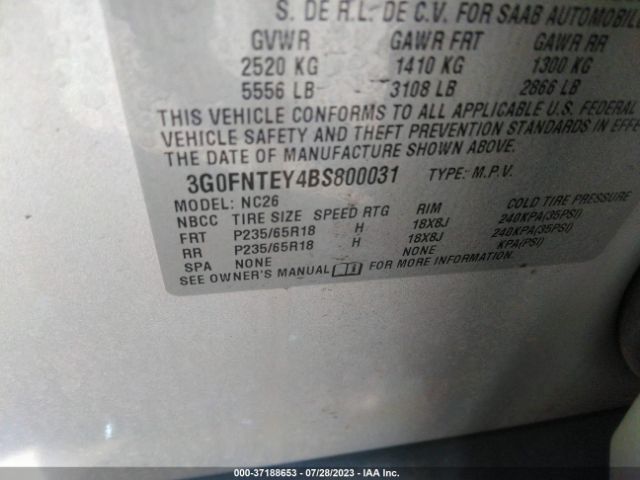 S. DE R.L. DE C.V. FOR SAAB AUTOMOBIL
GVWR GAWR FRT GAWR RR
2520 KG 1410 KG 1300 KG
5556 LB 3108 LB 2866 LB
THIS VEHICLE CONFORMS TO ALL APPLICABLE U.S. FEDERAL
VEHICLE SAFETY AND THEFT PREVENTION STANDARDS IN EFFE
THE DATE OF MANUFACTURE SHOWN ABOVE.
3G0FNTEY4BS800031 TYPE: M.P.V.
MODEL: NC26
NBCC TIRE SIZE SPEED RTG RIM COLD TIRE PRESSURE
FRT P235/65R18 H 18X8J 240KPA(35PSI)
RR P235/65R18 H 18X8J 240KPA(35PSI)
SPA NONE NONE KPA(PSI)
SEE OWNER'S MANUAL FOR MORE INFORMATION.
000-37188653 - 07/28/2023 - IAA Inc.